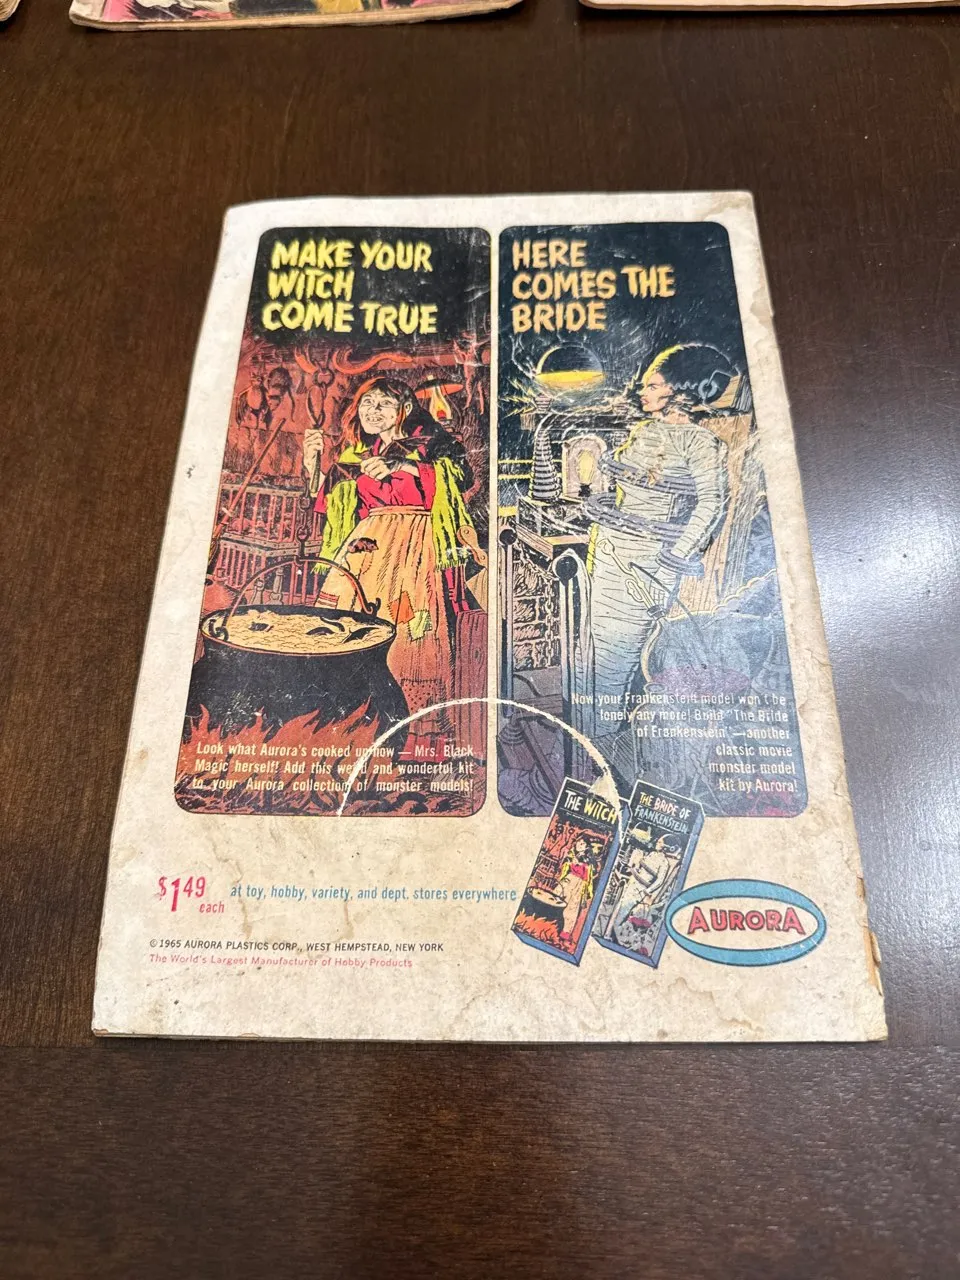 MAKE YOUR
WITCH
COME TRUE
HERE
COMES THE
BRIDE
Look what Aurora's cooked up now — Mrs. Black
Magic herself! Add this weird and wonderful kit
to your Aurora collection of monster models!
Now your Frankenstein model won't be
lonely any more! Build "The Bride
of Frankenstein"—another
classic movie
monster model
kit by Aurora!
THE WITCH
THE BRIDE OF
FRANKENSTEIN
$1.49
each
at toy, hobby, variety, and dept. stores everywhere
AURORA
© 1965 AURORA PLASTICS CORP., WEST HEMPSTEAD, NEW YORK
The World's Largest Manufacturer of Hobby Products